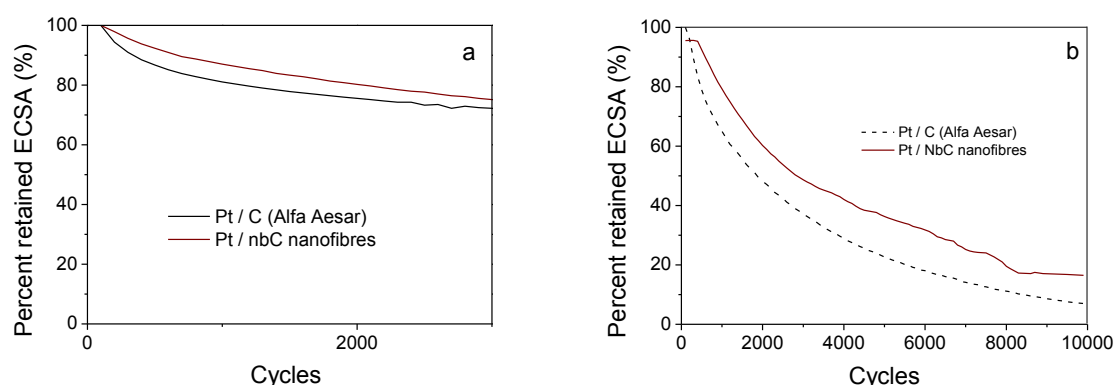 a
Percent retained ECSA (%)
100
80
60
40
20
0
Pt / C (Alfa Aesar)
Pt / nbC nanofibres
0
2000
Cycles
b
Percent retained ECSA (%)
100
80
60
40
20
0
Pt / C (Alfa Aesar)
Pt / NbC nanofibres
0
2000
4000
6000
8000
10000
Cycles